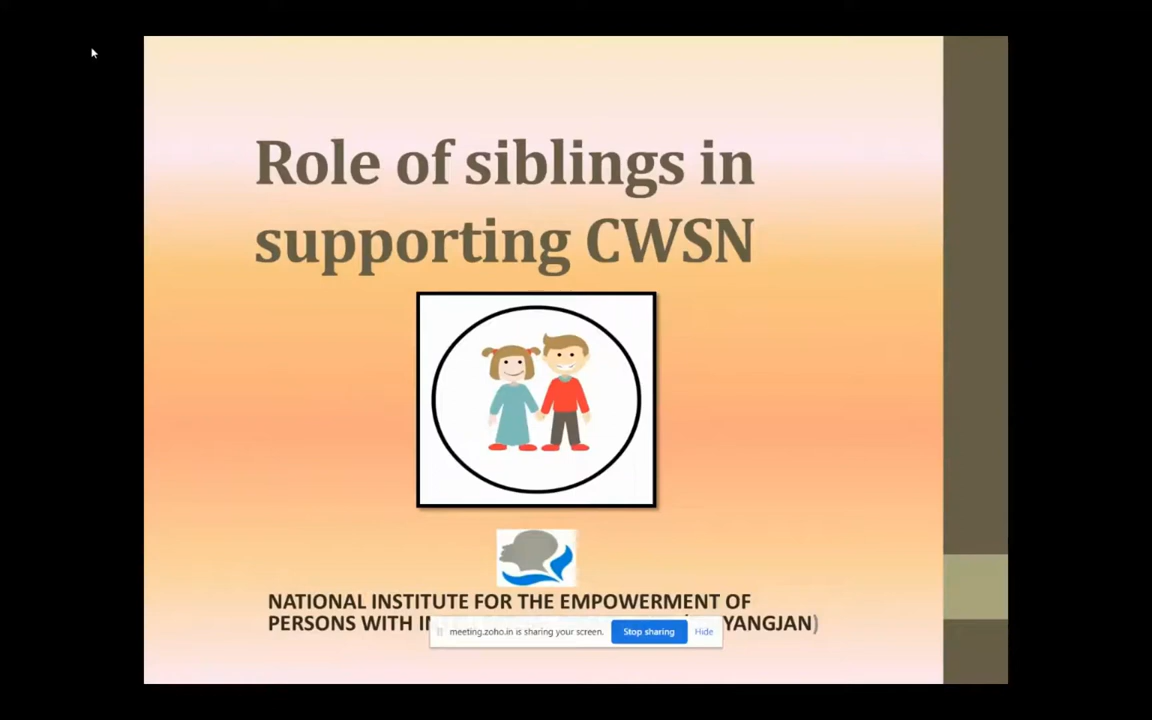 Role of siblings in
supporting CWSN
NATIONAL INSTITUTE FOR THE EMPOWERMENT OF
PERSONS WITH YANGJAN)
meeting.zoho.in is sharing your screen. Stop sharing Hide